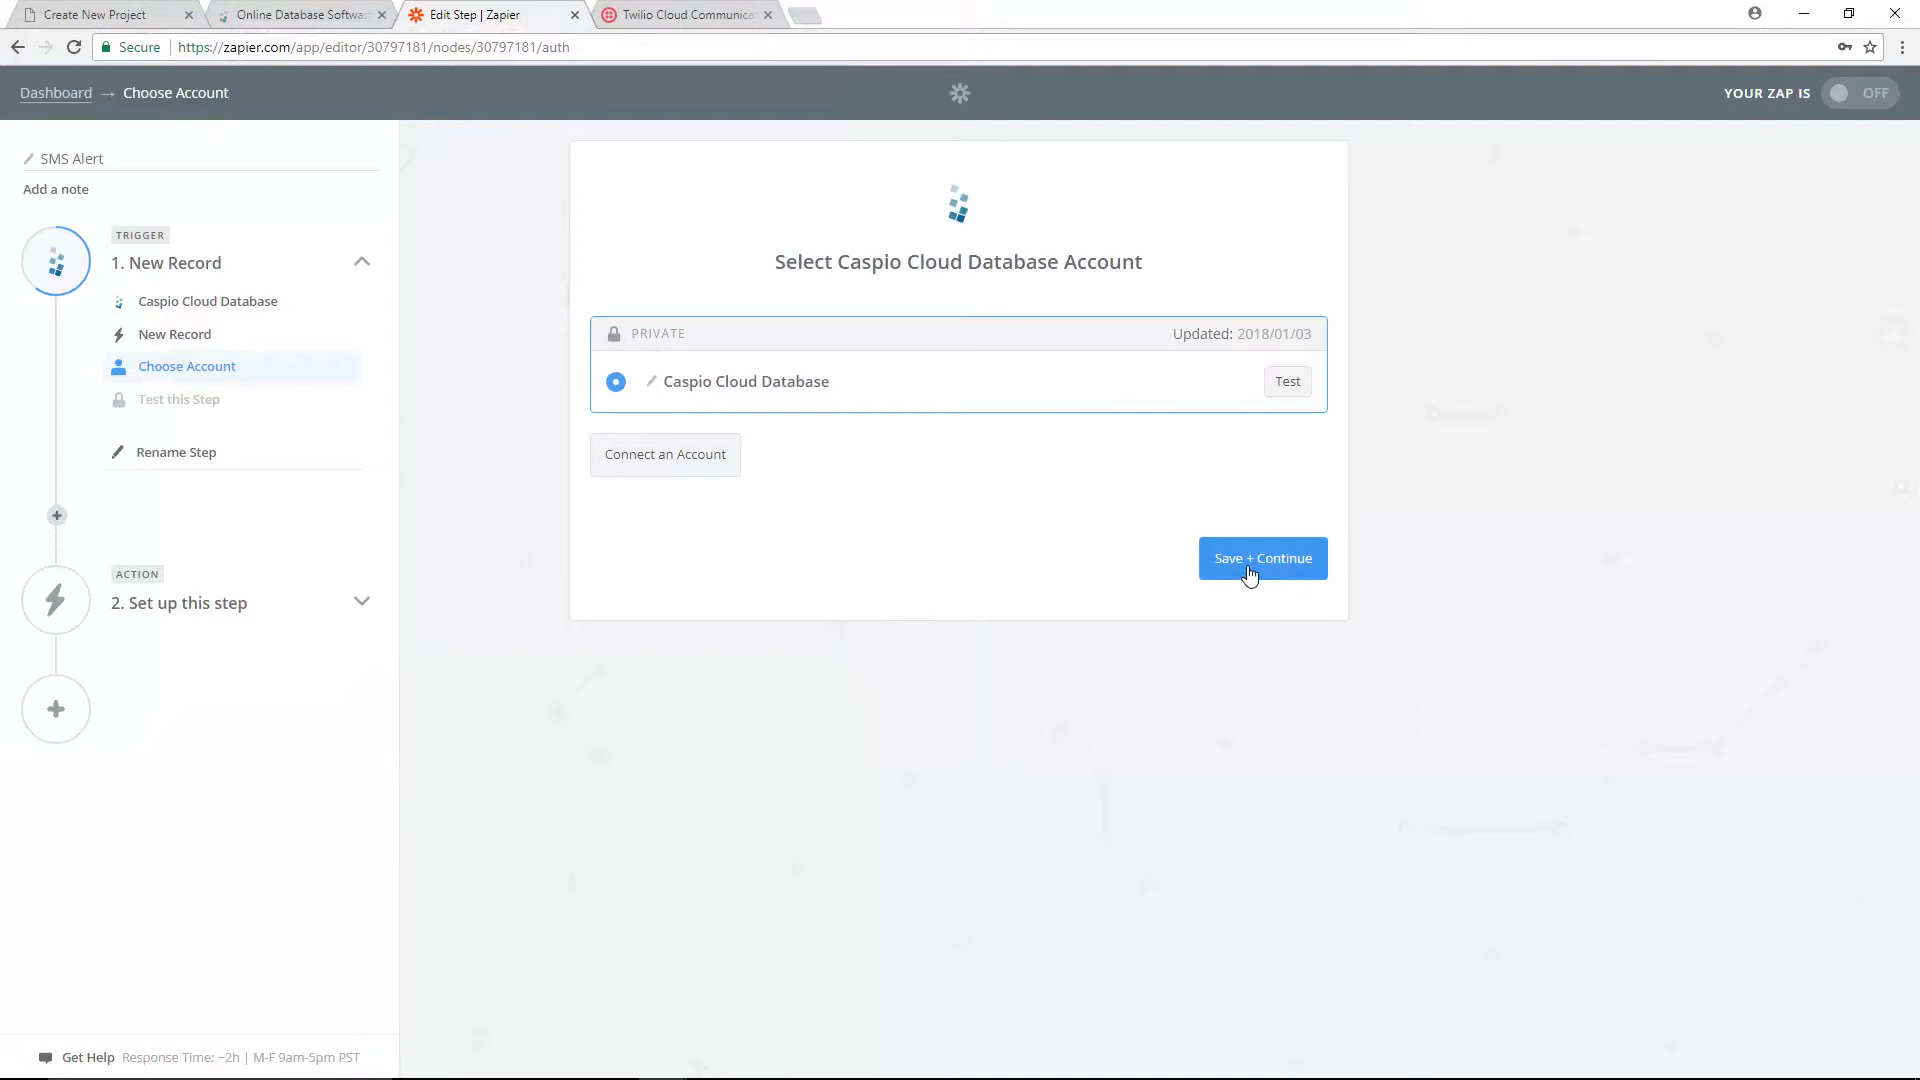 Create New Project
Online Database Softwar
Edit Step | Zapier
Twilio Cloud Communica
Secure
https://zapier.com/app/editor/30797181/nodes/30797181/auth
Dashboard → Choose Account
YOUR ZAP IS
OFF
SMS Alert
Add a note
TRIGGER
1. New Record
Caspio Cloud Database
New Record
Choose Account
Test this Step
Rename Step
ACTION
2. Set up this step
Select Caspio Cloud Database Account
PRIVATE
Updated: 2018/01/03
Caspio Cloud Database
Test
Connect an Account
Save + Continue
Get Help Response Time: ~2h | M-F 9am-5pm PST